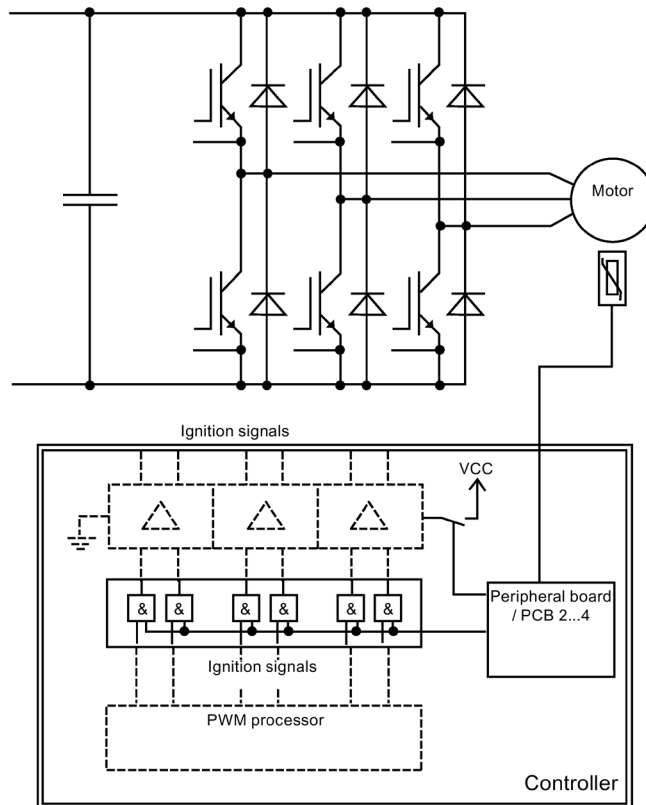 Motor
Ignition signals
VCC
Peripheral board
/ PCB 2...4
& & & & & &
Ignition signals
PWM processor
Controller